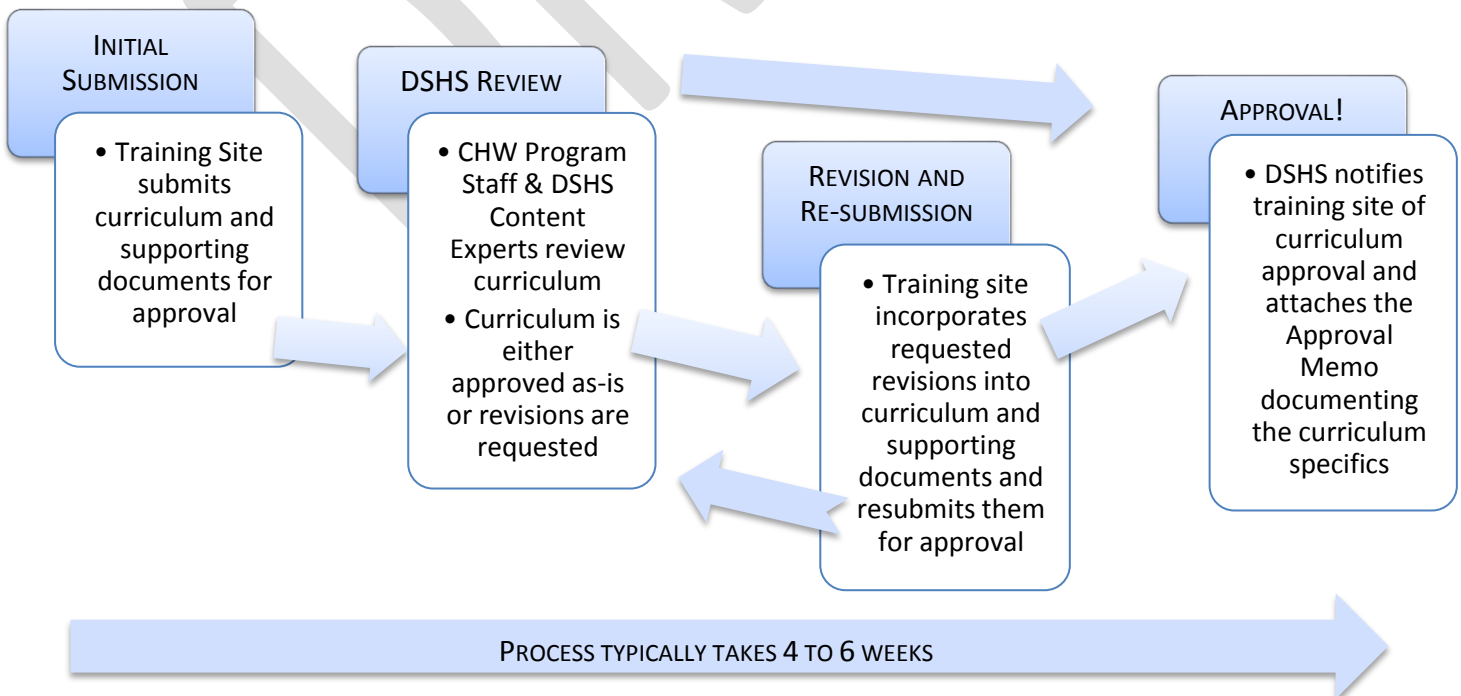 INITIAL
SUBMISSION
• Training Site
submits
curriculum and
supporting
documents for
approval
DSHS REVIEW
• CHW Program
Staff & DSHS
Content
Experts review
curriculum
• Curriculum is
either
approved as-is
or revisions are
requested
REVISION AND
RE-SUBMISSION
• Training site
incorporates
requested
revisions into
curriculum and
supporting
documents and
resubmits them
for approval
APPROVAL!
• DSHS notifies
training site of
curriculum
approval and
attaches the
Approval
Memo
documenting
the curriculum
specifics
PROCESS TYPICALLY TAKES 4 TO 6 WEEKS